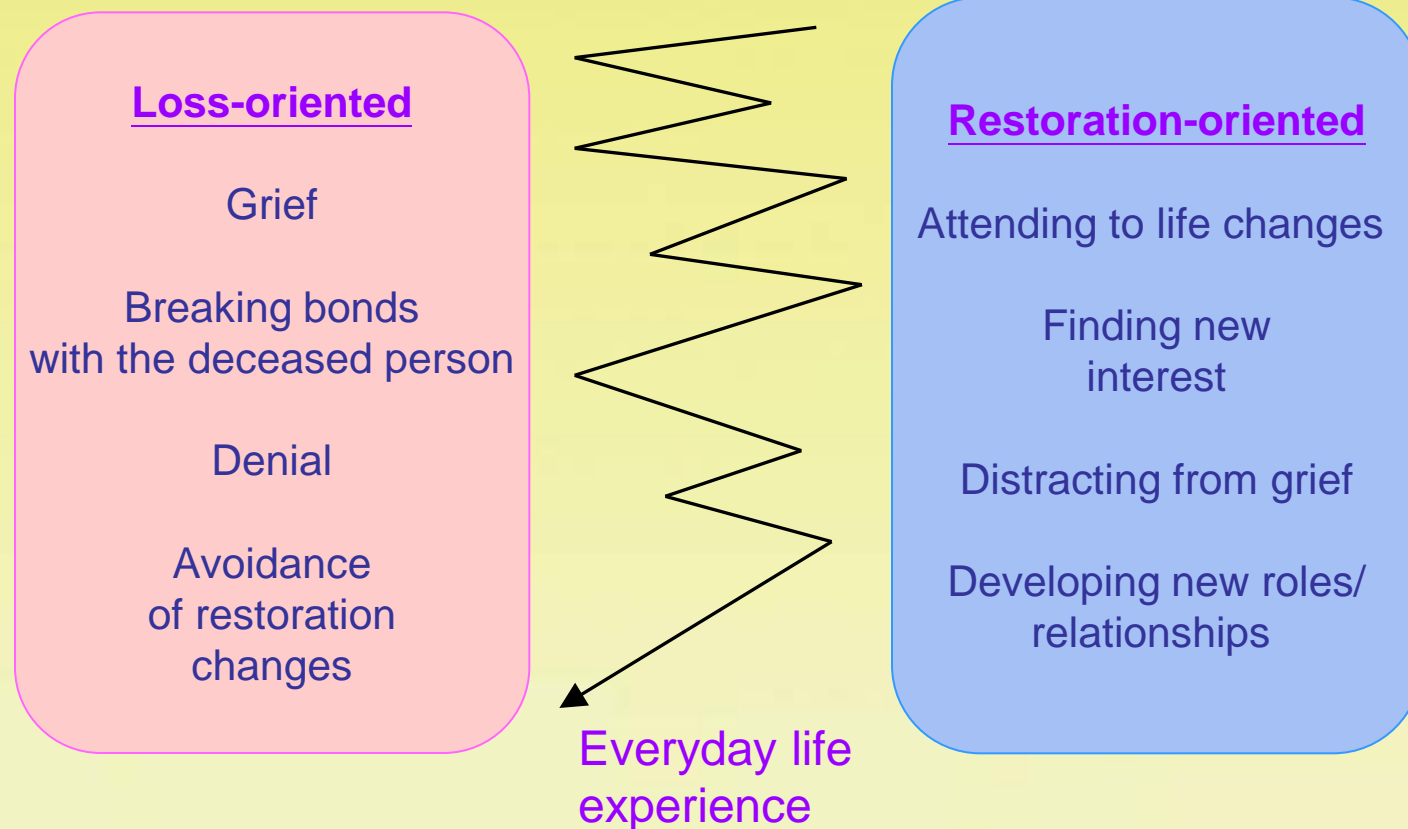 Loss-oriented
Grief
Breaking bonds
with the deceased person
Denial
Avoidance
of restoration
changes
Restoration-oriented
Attending to life changes
Finding new
interest
Distracting from grief
Developing new roles/
relationships
Everyday life
experience